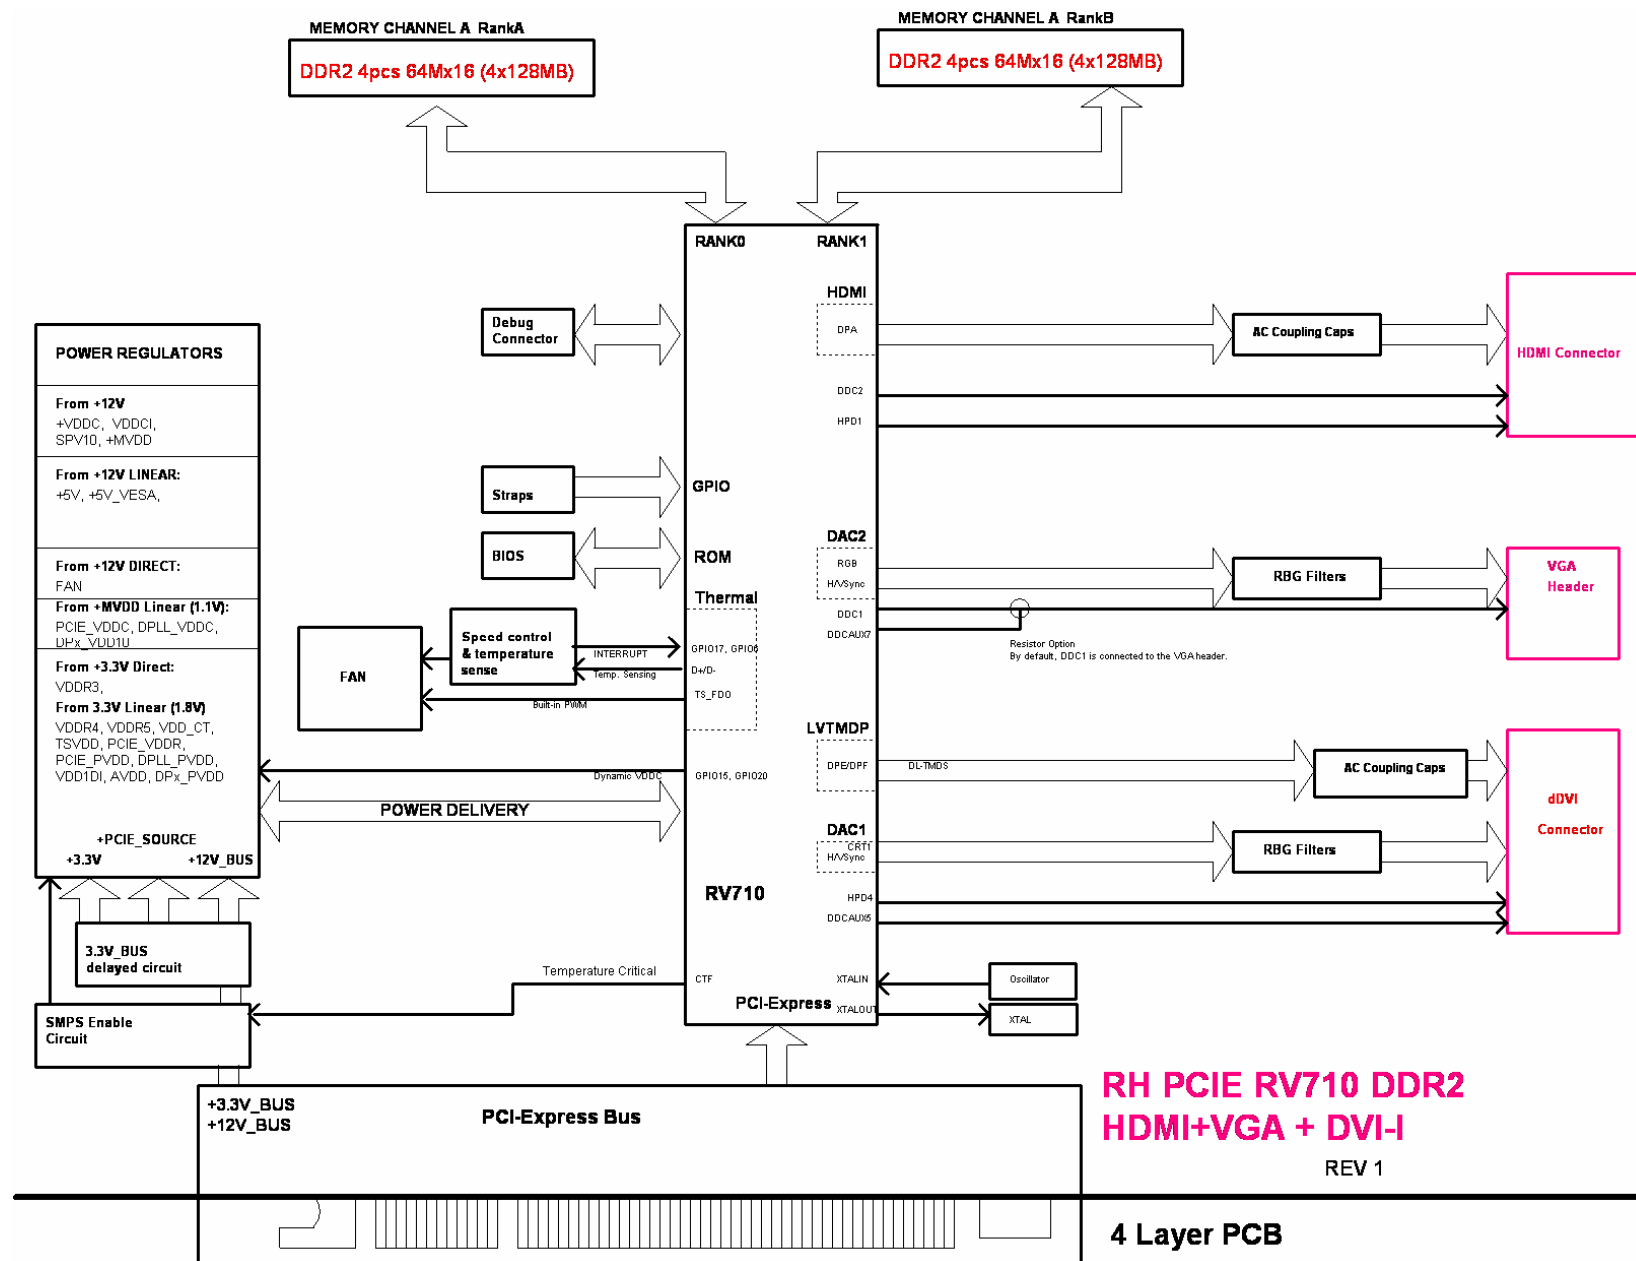 MEMORY CHANNEL A RankA
DDR2 4pcs 64Mx16 (4x128MB)
MEMORY CHANNEL A RankB
DDR2 4pcs 64Mx16 (4x128MB)
RANK0
RANK1
HDMI
DPA
DDC2
HPD1
AC Coupling Caps
HDMI Connector
Debug
Connector
Straps
GPIO
BIOS
ROM
Thermal
GPIO17, GPIO6
D+/D-
TS_FDO
Speed control
& temperature
sense
INTERRUPT
Temp. Sensing
Built-in PWM
FAN
DAC2
RGB
H/VSync
DDC1
DDCAUX7
RBG Filters
VGA
Header
Resistor Option
By default, DDC1 is connected to the VGA header.
LVTMDP
DPE/DPF
DL-TMDS
AC Coupling Caps
dDVI
Connector
DAC1
CRT1
H/VSync
RBG Filters
HPD4
DDCAUX5
POWER REGULATORS
From +12V
+VDDC, VDDCI,
SPV10, +MVDD
From +12V LINEAR:
+5V, +5V_VESA,
From +12V DIRECT:
FAN
From +MVDD Linear (1.1V):
PCIE_VDDC, DPLL_VDDC,
DPx_VDD10
From +3.3V Direct:
VDDR3,
From 3.3V Linear (1.8V)
VDDR4, VDDR5, VDD_CT,
TSVDD, PCIE_VDDR,
PCIE_PVDD, DPLL_PVDD,
VDD1DI, AVDD, DPx_PVDD
+PCIE_SOURCE
+3.3V
+12V_BUS
Dynamic VDDC
GPIO15, GPIO20
POWER DELIVERY
RV710
3.3V_BUS
delayed circuit
SMPS Enable
Circuit
Temperature Critical
CTF
PCI-Express
XTALIN
XTALOUT
Oscillator
XTAL
+3.3V_BUS
+12V_BUS
PCI-Express Bus
RH PCIE RV710 DDR2
HDMI+VGA + DVI-I
REV 1
4 Layer PCB